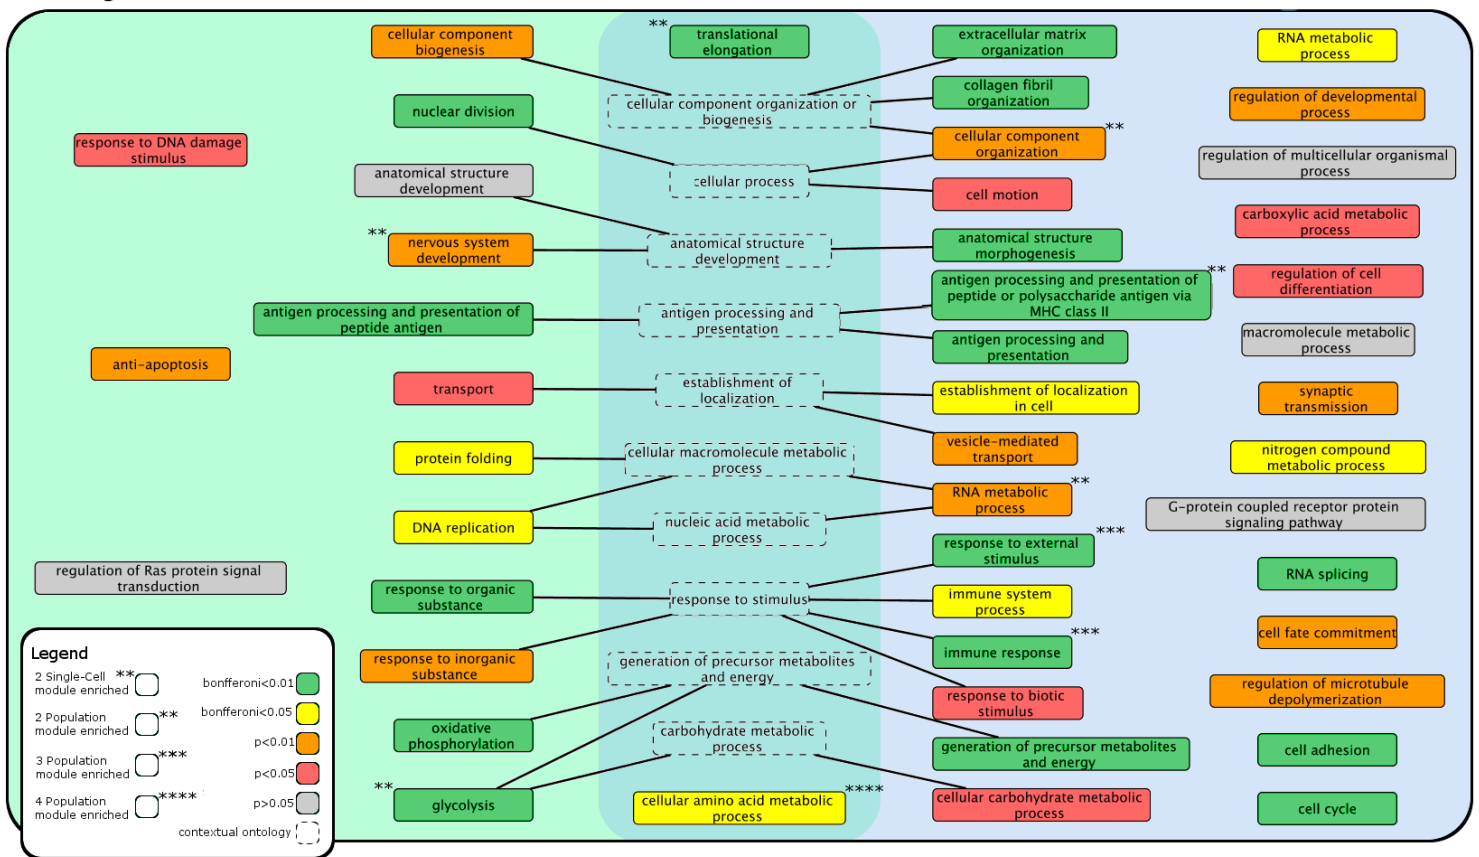 cellular component
biogenesis
**
translational
elongation
extracellular matrix
organization
RNA metabolic
process
cellular component organization or
biogenesis
collagen fibril
organization
regulation of developmental
process
nuclear division
cellular component
organization
**
response to DNA damage
stimulus
regulation of multicellular organismal
process
anatomical structure
development
cellular process
cell motion
carboxylic acid metabolic
process
**
nervous system
development
anatomical structure
development
anatomical structure
morphogenesis
antigen processing and presentation of
peptide or polysaccharide antigen via
MHC class II
**
regulation of cell
differentiation
antigen processing and presentation of
peptide antigen
antigen processing and
presentation
antigen processing and
presentation
macromolecule metabolic
process
anti-apoptosis
transport
establishment of
localization
establishment of localization
in cell
synaptic
transmission
vesicle-mediated
transport
protein folding
cellular macromolecule metabolic
process
nitrogen compound
metabolic process
RNA metabolic
process
**
DNA replication
nucleic acid metabolic
process
G-protein coupled receptor protein
signaling pathway
response to external
stimulus
***
regulation of Ras protein signal
transduction
RNA splicing
response to organic
substance
response to stimulus
immune system
process
cell fate commitment
immune response
***
response to inorganic
substance
generation of precursor metabolites
and energy
response to biotic
stimulus
regulation of microtubule
depolymerization
oxidative
phosphorylation
carbohydrate metabolic
process
generation of precursor metabolites
and energy
cell adhesion
**
glycolysis
cellular amino acid metabolic
process
****
cellular carbohydrate metabolic
process
cell cycle
Legend
2 Single-Cell
module enriched
**
bonfferoni<0.01
2 Population
module enriched
**
bonfferoni<0.05
p<0.01
3 Population
module enriched
***
p<0.05
4 Population
module enriched
****
p>0.05
contextual ontology